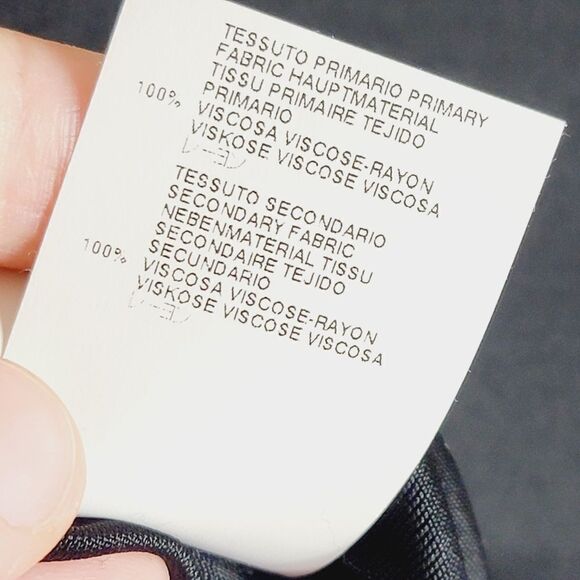 TESSUTO PRIMARIO PRIMARY
FABRIC HAUPTMATERIAL
TISSU PRIMAIRE TEJIDO
PRIMARIO
100% VISCOSA VISCOSE-RAYON
VISKOSE VISCOSE VISCOSA
TESSUTO SECONDARIO
SECONDARY FABRIC
NEBENMATERIAL TISSU
SECONDAIRE TEJIDO
SECUNDARIO
100% VISCOSA VISCOSE-RAYON
VISKOSE VISCOSE VISCOSA